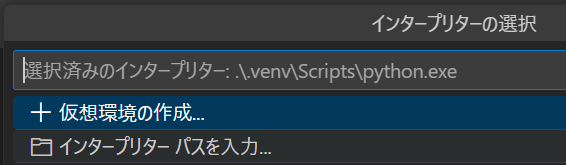 インタープリターの選択
選択済みのインタープリター: .\.venv\Scripts\python.exe
仮想環境の作成...
インタープリター パスを入力...